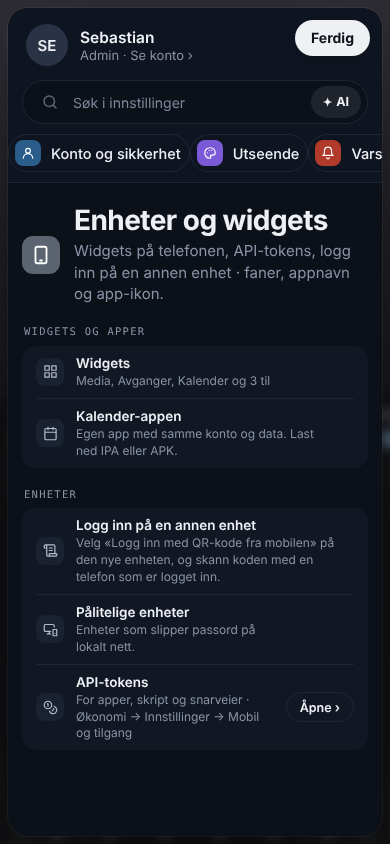 SE
Sebastian
Admin · Se konto ›
Ferdig
Søk i innstillinger
AI
Konto og sikkerhet
Utseende
Vars
Enheter og widgets
Widgets på telefonen, API-tokens, logg
inn på en annen enhet · faner, appnavn
og app-ikon.
WIDGETS OG APPER
Widgets
Media, Avganger, Kalender og 3 til
Kalender-appen
Egen app med samme konto og data. Last
ned IPA eller APK.
ENHETER
Logg inn på en annen enhet
Velg «Logg inn med QR-kode fra mobilen» på
den nye enheten, og skann koden med en
telefon som er logget inn.
Pålitelige enheter
Enheter som slipper passord på
lokalt nett.
API-tokens
For apper, skript og snarveier ·
Økonomi → Innstillinger → Mobil
og tilgang
Åpne ›